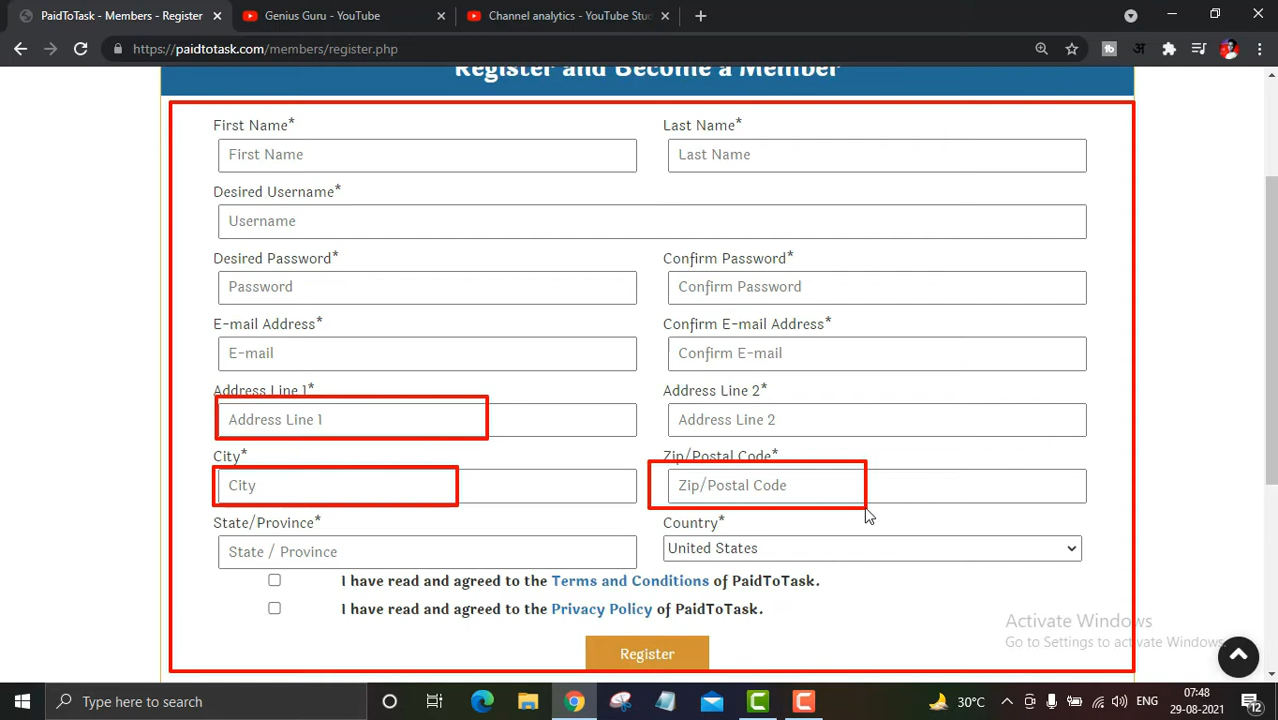 PaidToTask - Members - Register
Genius Guru - YouTube
Channel analytics - YouTube Stud
https://paidtotask.com/members/register.php
Register and Become a Member
First Name* Last Name*
First Name Last Name
Desired Username*
Username
Desired Password* Confirm Password*
Password Confirm Password
E-mail Address* Confirm E-mail Address*
E-mail Confirm E-mail
Address Line 1* Address Line 2*
Address Line 1 Address Line 2
City* Zip/Postal Code*
City Zip/Postal Code
State/Province* Country*
State / Province United States
I have read and agreed to the Terms and Conditions of PaidToTask.
I have read and agreed to the Privacy Policy of PaidToTask.
Register
Activate Windows
Go to Settings to activate Windows.
Type here to search
30°C
ENG
07:48
29-08-2021
12